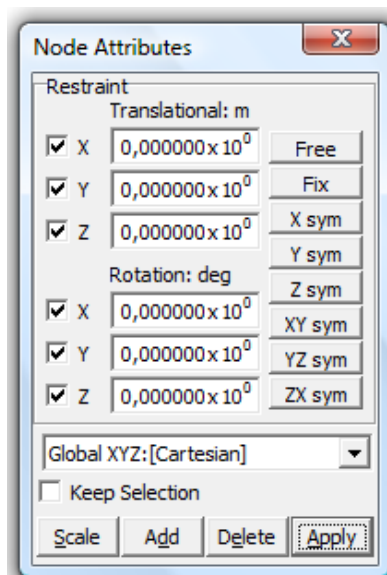 Node Attributes
Restraint
Translational: m
X 0,000000x10⁰ Free
Y 0,000000x10⁰ Fix
Z 0,000000x10⁰ X sym
Y sym
Rotation: deg Z sym
X 0,000000x10⁰ XY sym
Y 0,000000x10⁰ YZ sym
Z 0,000000x10⁰ ZX sym
Global XYZ:[Cartesian]
Keep Selection
Scale Add Delete Apply